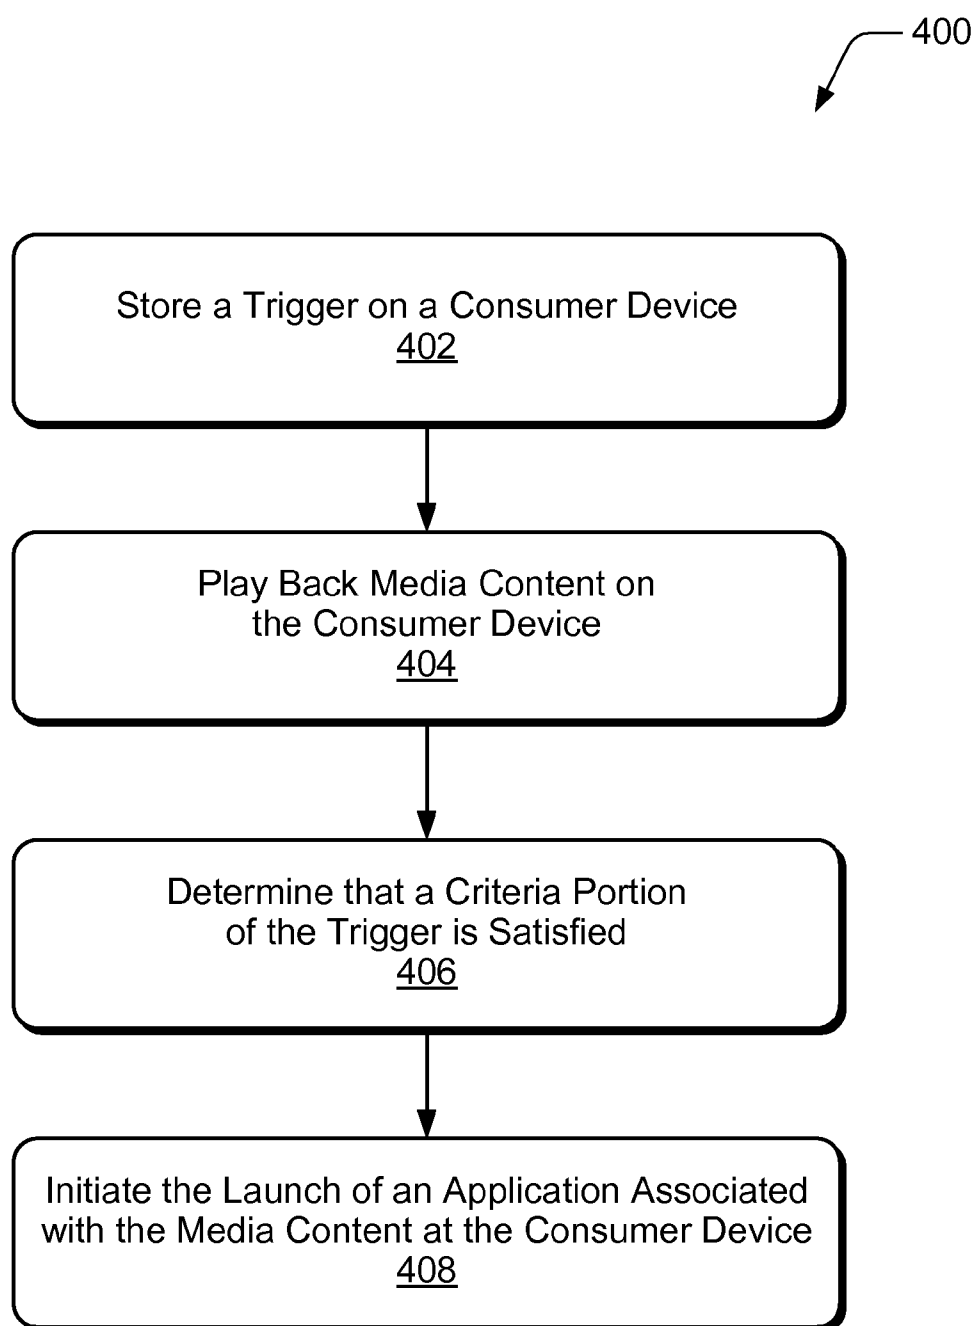 400
Store a Trigger on a Consumer Device
402
Play Back Media Content on
the Consumer Device
404
Determine that a Criteria Portion
of the Trigger is Satisfied
406
Initiate the Launch of an Application Associated
with the Media Content at the Consumer Device
408